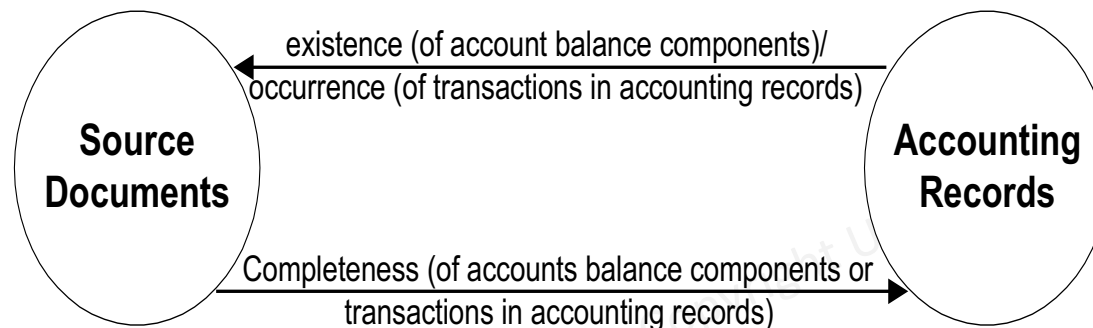 existence (of account balance components)/
occurrence (of transactions in accounting records)
Source
Documents
Accounting
Records
Completeness (of accounts balance components or
transactions in accounting records)